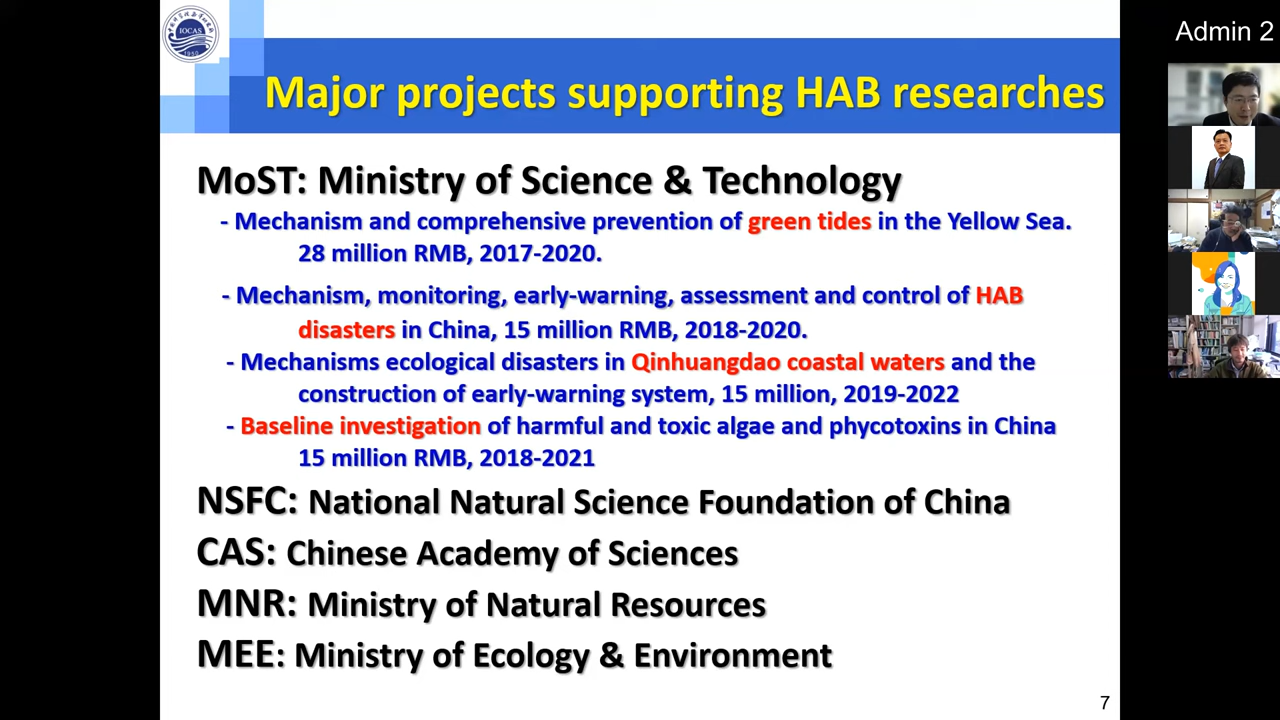 IOCAS
1950
Admin 2
Major projects supporting HAB researches
MoST: Ministry of Science & Technology
- Mechanism and comprehensive prevention of green tides in the Yellow Sea.
28 million RMB, 2017-2020.
- Mechanism, monitoring, early-warning, assessment and control of HAB
disasters in China, 15 million RMB, 2018-2020.
- Mechanisms ecological disasters in Qinhuangdao coastal waters and the
construction of early-warning system, 15 million, 2019-2022
- Baseline investigation of harmful and toxic algae and phycotoxins in China
15 million RMB, 2018-2021
NSFC: National Natural Science Foundation of China
CAS: Chinese Academy of Sciences
MNR: Ministry of Natural Resources
MEE: Ministry of Ecology & Environment
7